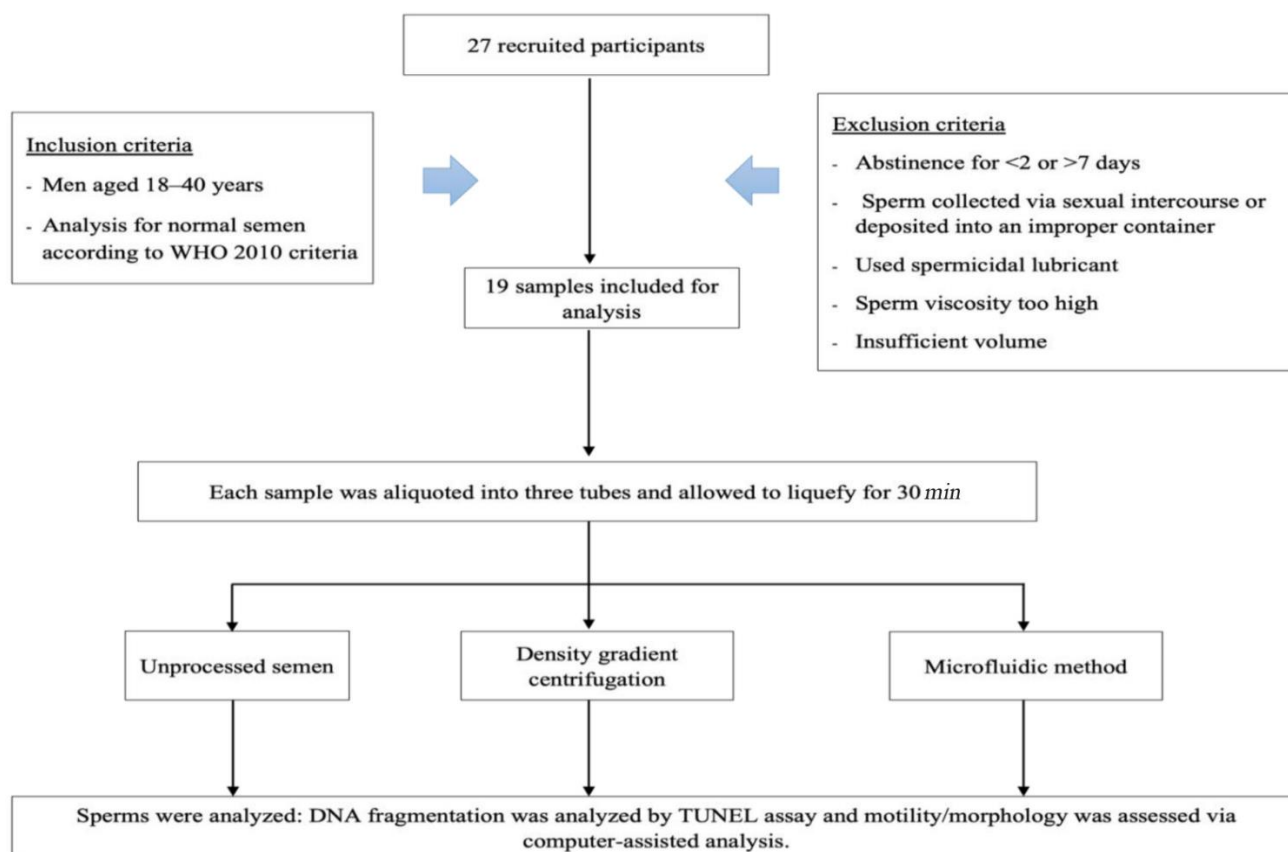 27 recruited participants
Inclusion criteria
- Men aged 18–40 years
- Analysis for normal semen
according to WHO 2010 criteria
Exclusion criteria
- Abstinence for <2 or >7 days
- Sperm collected via sexual intercourse or
deposited into an improper container
- Used spermicidal lubricant
- Sperm viscosity too high
- Insufficient volume
19 samples included for
analysis
Each sample was aliquoted into three tubes and allowed to liquefy for 30 min
Unprocessed semen
Density gradient
centrifugation
Microfluidic method
Sperms were analyzed: DNA fragmentation was analyzed by TUNEL assay and motility/morphology was assessed via
computer-assisted analysis.